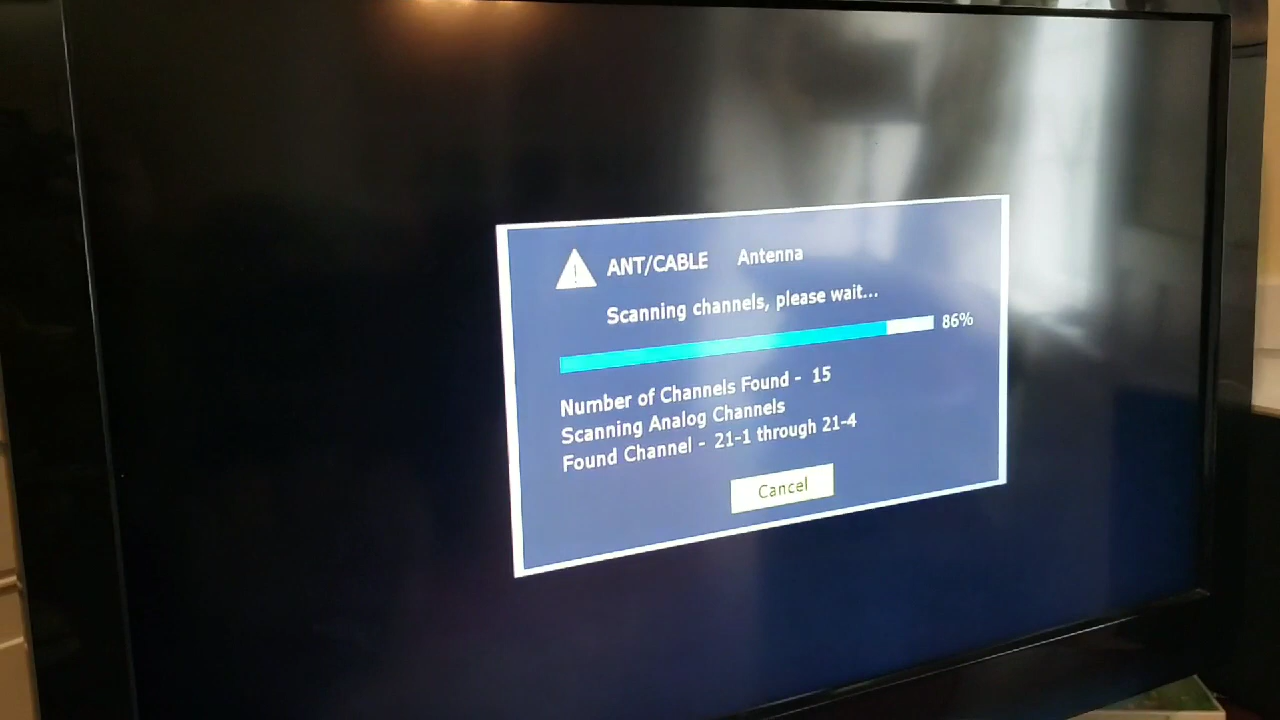 ANT/CABLE Antenna
Scanning channels, please wait...
86%
Number of Channels Found - 15
Scanning Analog Channels
Found Channel - 21-1 through 21-4
Cancel